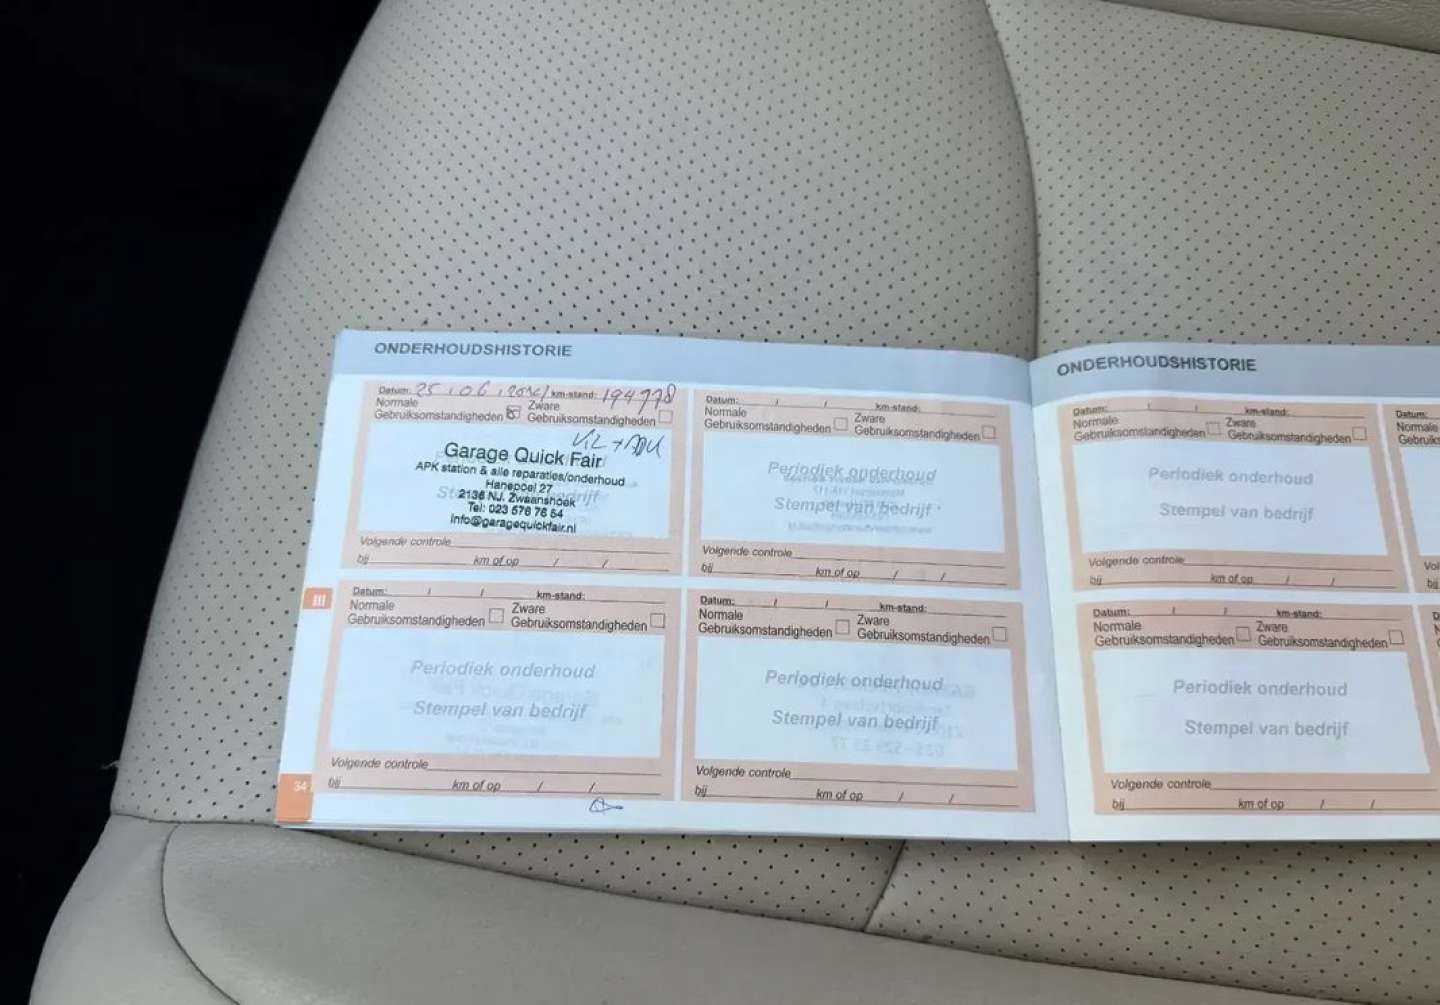 ONDERHOUDSHISTORIE
Datum: 25 / 06 / km-stand: 194778
Normale Gebruiksomstandigheden Zware Gebruiksomstandigheden
Garage Quick Fair
APK station & alle reparaties/onderhoud
Hanepoel 27
2136 NJ. Zwaanshoek
Tel: 023 576 76 54
info@garagequickfair.nl
Volgende controle
bij km of op / /
Datum: / / km-stand:
Normale Gebruiksomstandigheden Zware Gebruiksomstandigheden
Periodiek onderhoud
Stempel van bedrijf
Volgende controle
bij km of op / /
III
Datum: / / km-stand:
Normale Gebruiksomstandigheden Zware Gebruiksomstandigheden
Periodiek onderhoud
Stempel van bedrijf
Volgende controle
bij km of op / /
34
Datum: / / km-stand:
Normale Gebruiksomstandigheden Zware Gebruiksomstandigheden
Periodiek onderhoud
Stempel van bedrijf
Volgende controle
bij km of op / /
ONDERHOUDSHISTORIE
Datum: / / km-stand:
Normale Gebruiksomstandigheden Zware Gebruiksomstandigheden
Periodiek onderhoud
Stempel van bedrijf
Volgende controle
bij km of op / /
Datum:
Normale
Datum: / / km-stand:
Normale Gebruiksomstandigheden Zware Gebruiksomstandigheden
Periodiek onderhoud
Stempel van bedrijf
Volgende controle
bij km of op / /